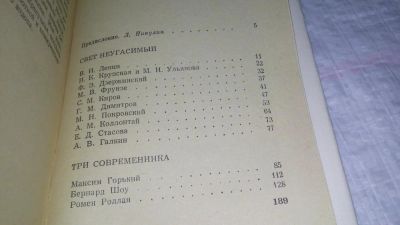 Предисловие. Л. Никулин 5
СВЕТ НЕУГАСИМЫЙ
В. И. Ленин 11
Н. К. Крупская и М. И. Ульянова 22
Ф. Э. Дзержинский 32
М. В. Фрунзе 37
С. М. Киров 41
Г. М. Димитров 47
М. Н. Покровский 53
А. М. Коллонтай 64
Е. Д. Стасова 73
А. В. Галкин 77
ТРИ СОВРЕМЕННИКА
Максим Горький 85
Бернард Шоу 112
Ромен Роллан 128
189